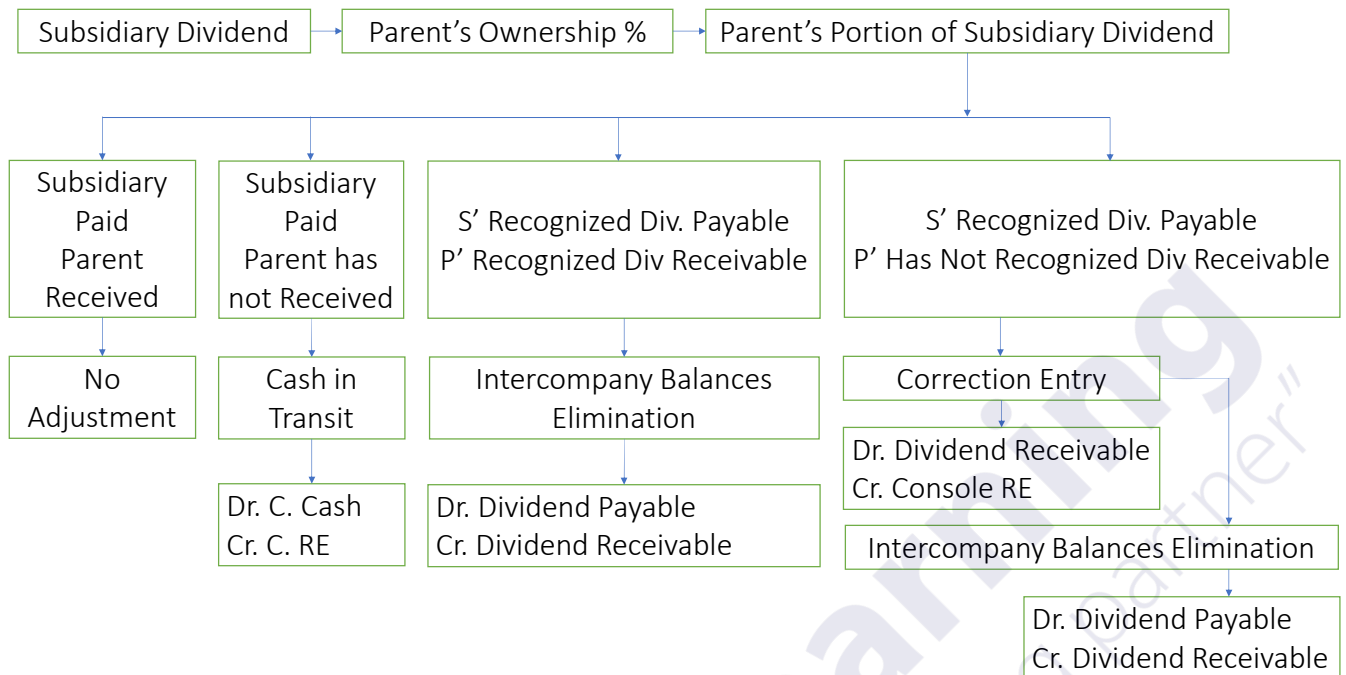 Subsidiary Dividend
Parent’s Ownership %
Parent’s Portion of Subsidiary Dividend
Subsidiary
Paid
Parent
Received
Subsidiary
Paid
Parent has
not Received
S’ Recognized Div. Payable
P’ Recognized Div Receivable
S’ Recognized Div. Payable
P’ Has Not Recognized Div Receivable
No
Adjustment
Cash in
Transit
Intercompany Balances
Elimination
Correction Entry
Dr. C. Cash
Cr. C. RE
Dr. Dividend Payable
Cr. Dividend Receivable
Dr. Dividend Receivable
Cr. Console RE
Intercompany Balances Elimination
Dr. Dividend Payable
Cr. Dividend Receivable
arning
partner”